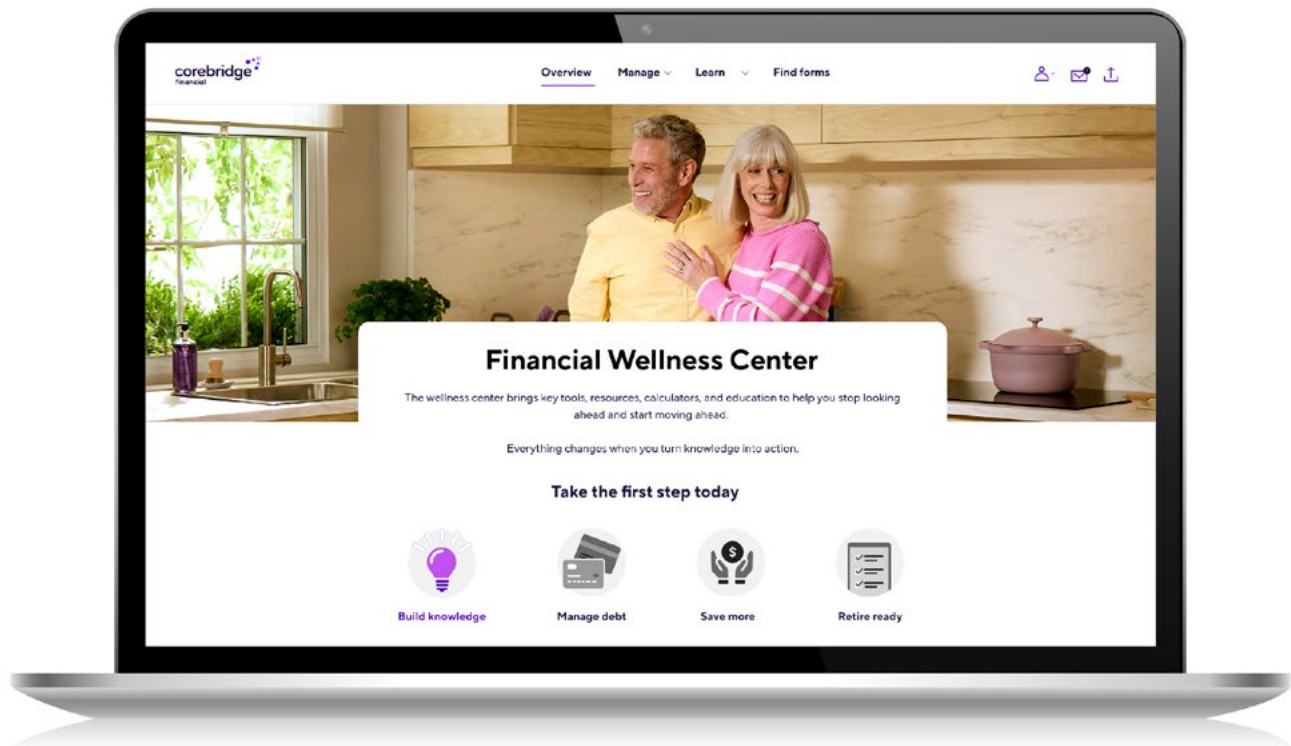 corebridge
financial
Overview Manage Learn Find forms
Financial Wellness Center
The wellness center brings key tools, resources, calculators, and education to help you stop looking
ahead and start moving ahead.
Everything changes when you turn knowledge into action.
Take the first step today
$
Build knowledge Manage debt Save more Retire ready